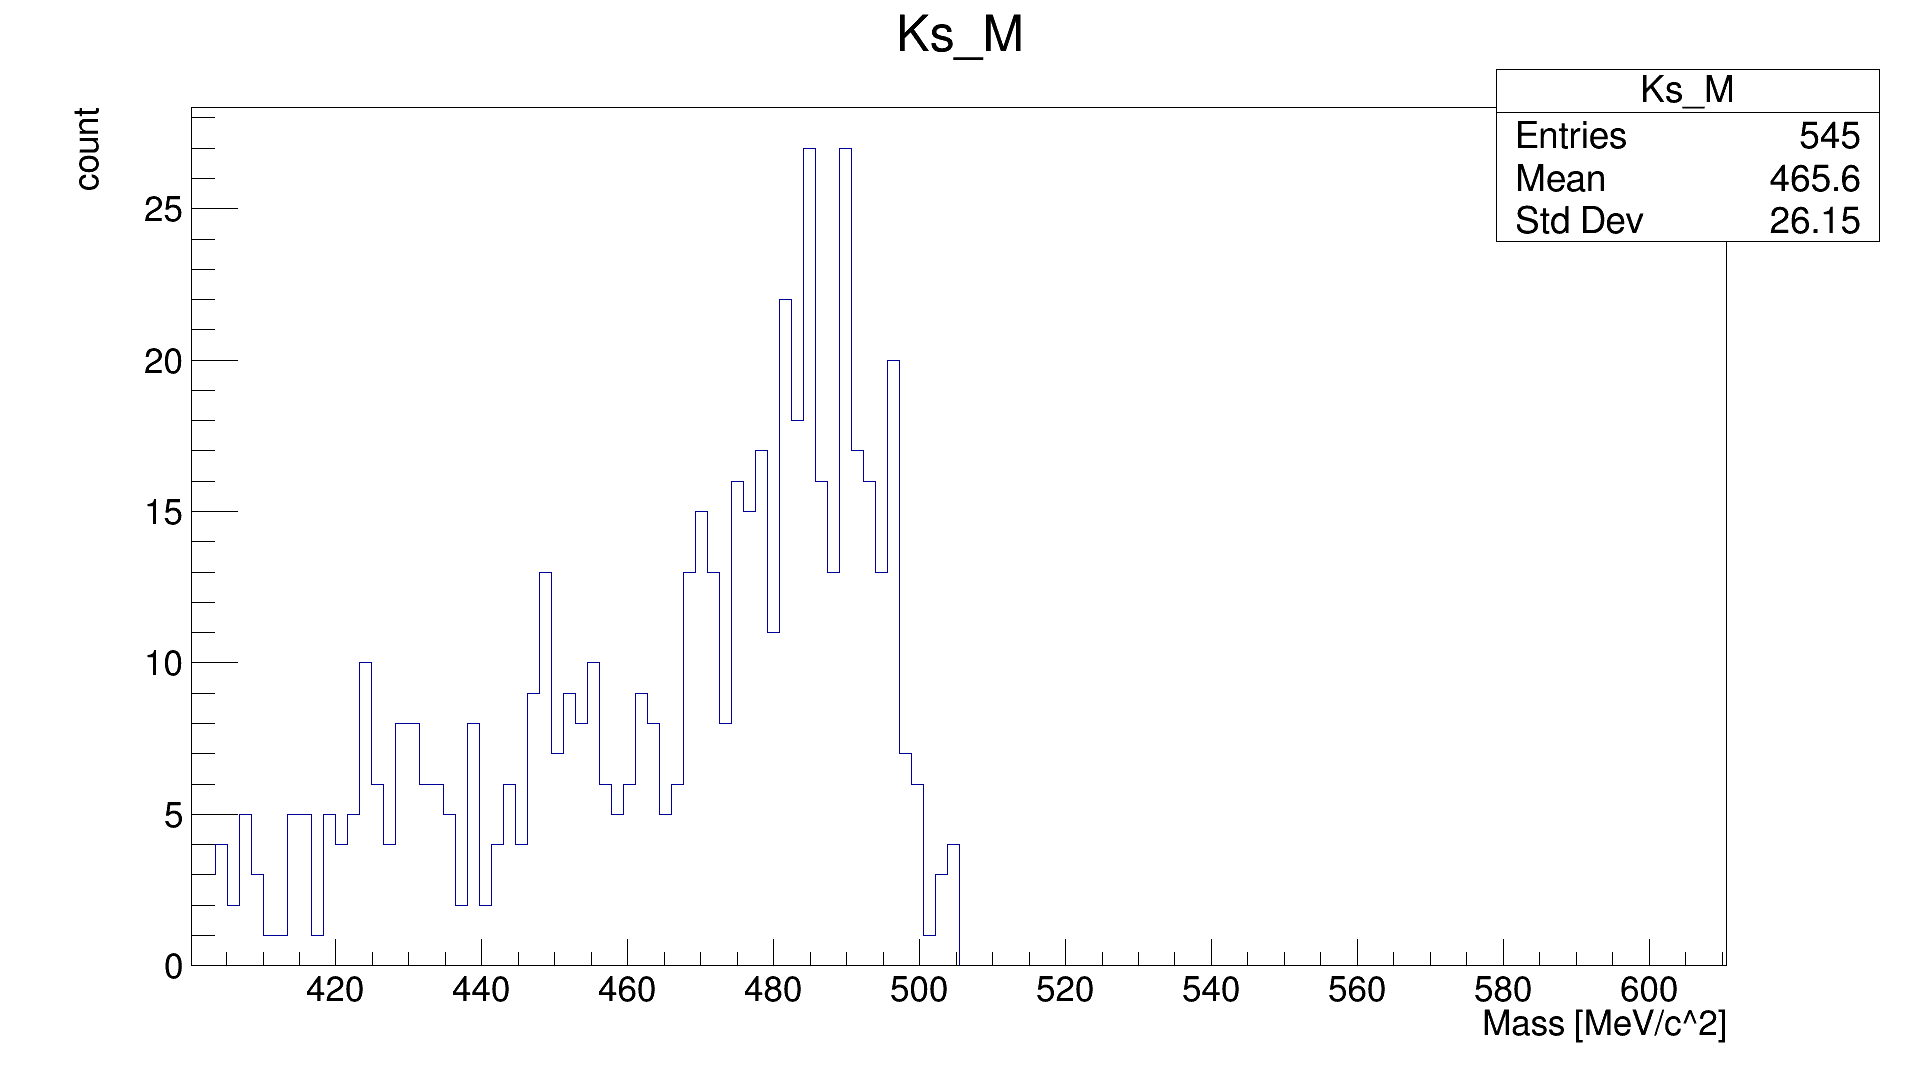 Ks_M
Ks_M
Entries 545
Mean 465.6
Std Dev 26.15
count
25
20
15
10
5
0
420 440 460 480 500 520 540 560 580 600
Mass [MeV/c^2]